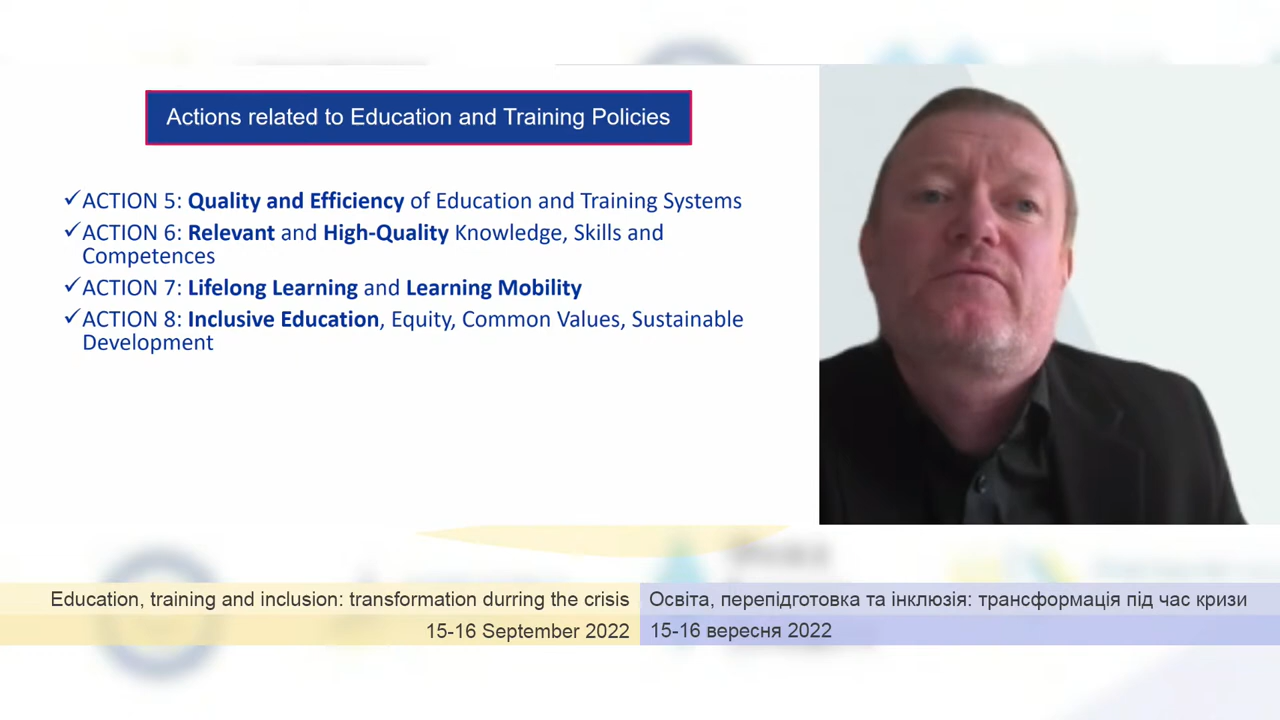 Actions related to Education and Training Policies
✓ACTION 5: Quality and Efficiency of Education and Training Systems
✓ACTION 6: Relevant and High-Quality Knowledge, Skills and
Competences
✓ACTION 7: Lifelong Learning and Learning Mobility
✓ACTION 8: Inclusive Education, Equity, Common Values, Sustainable
Development
Education, training and inclusion: transformation durring the crisis
15-16 September 2022
Освіта, перепідготовка та інклюзія: трансформація під час кризи
15-16 вересня 2022